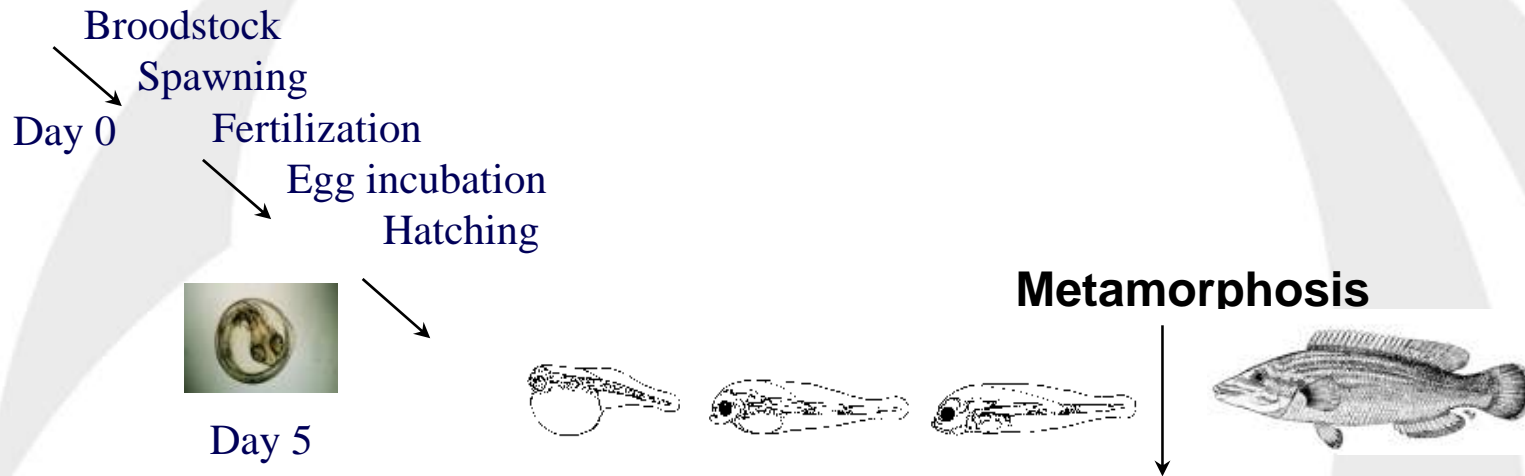 Broodstock
Spawning
Day 0 Fertilization
Egg incubation
Hatching
Metamorphosis
Day 5